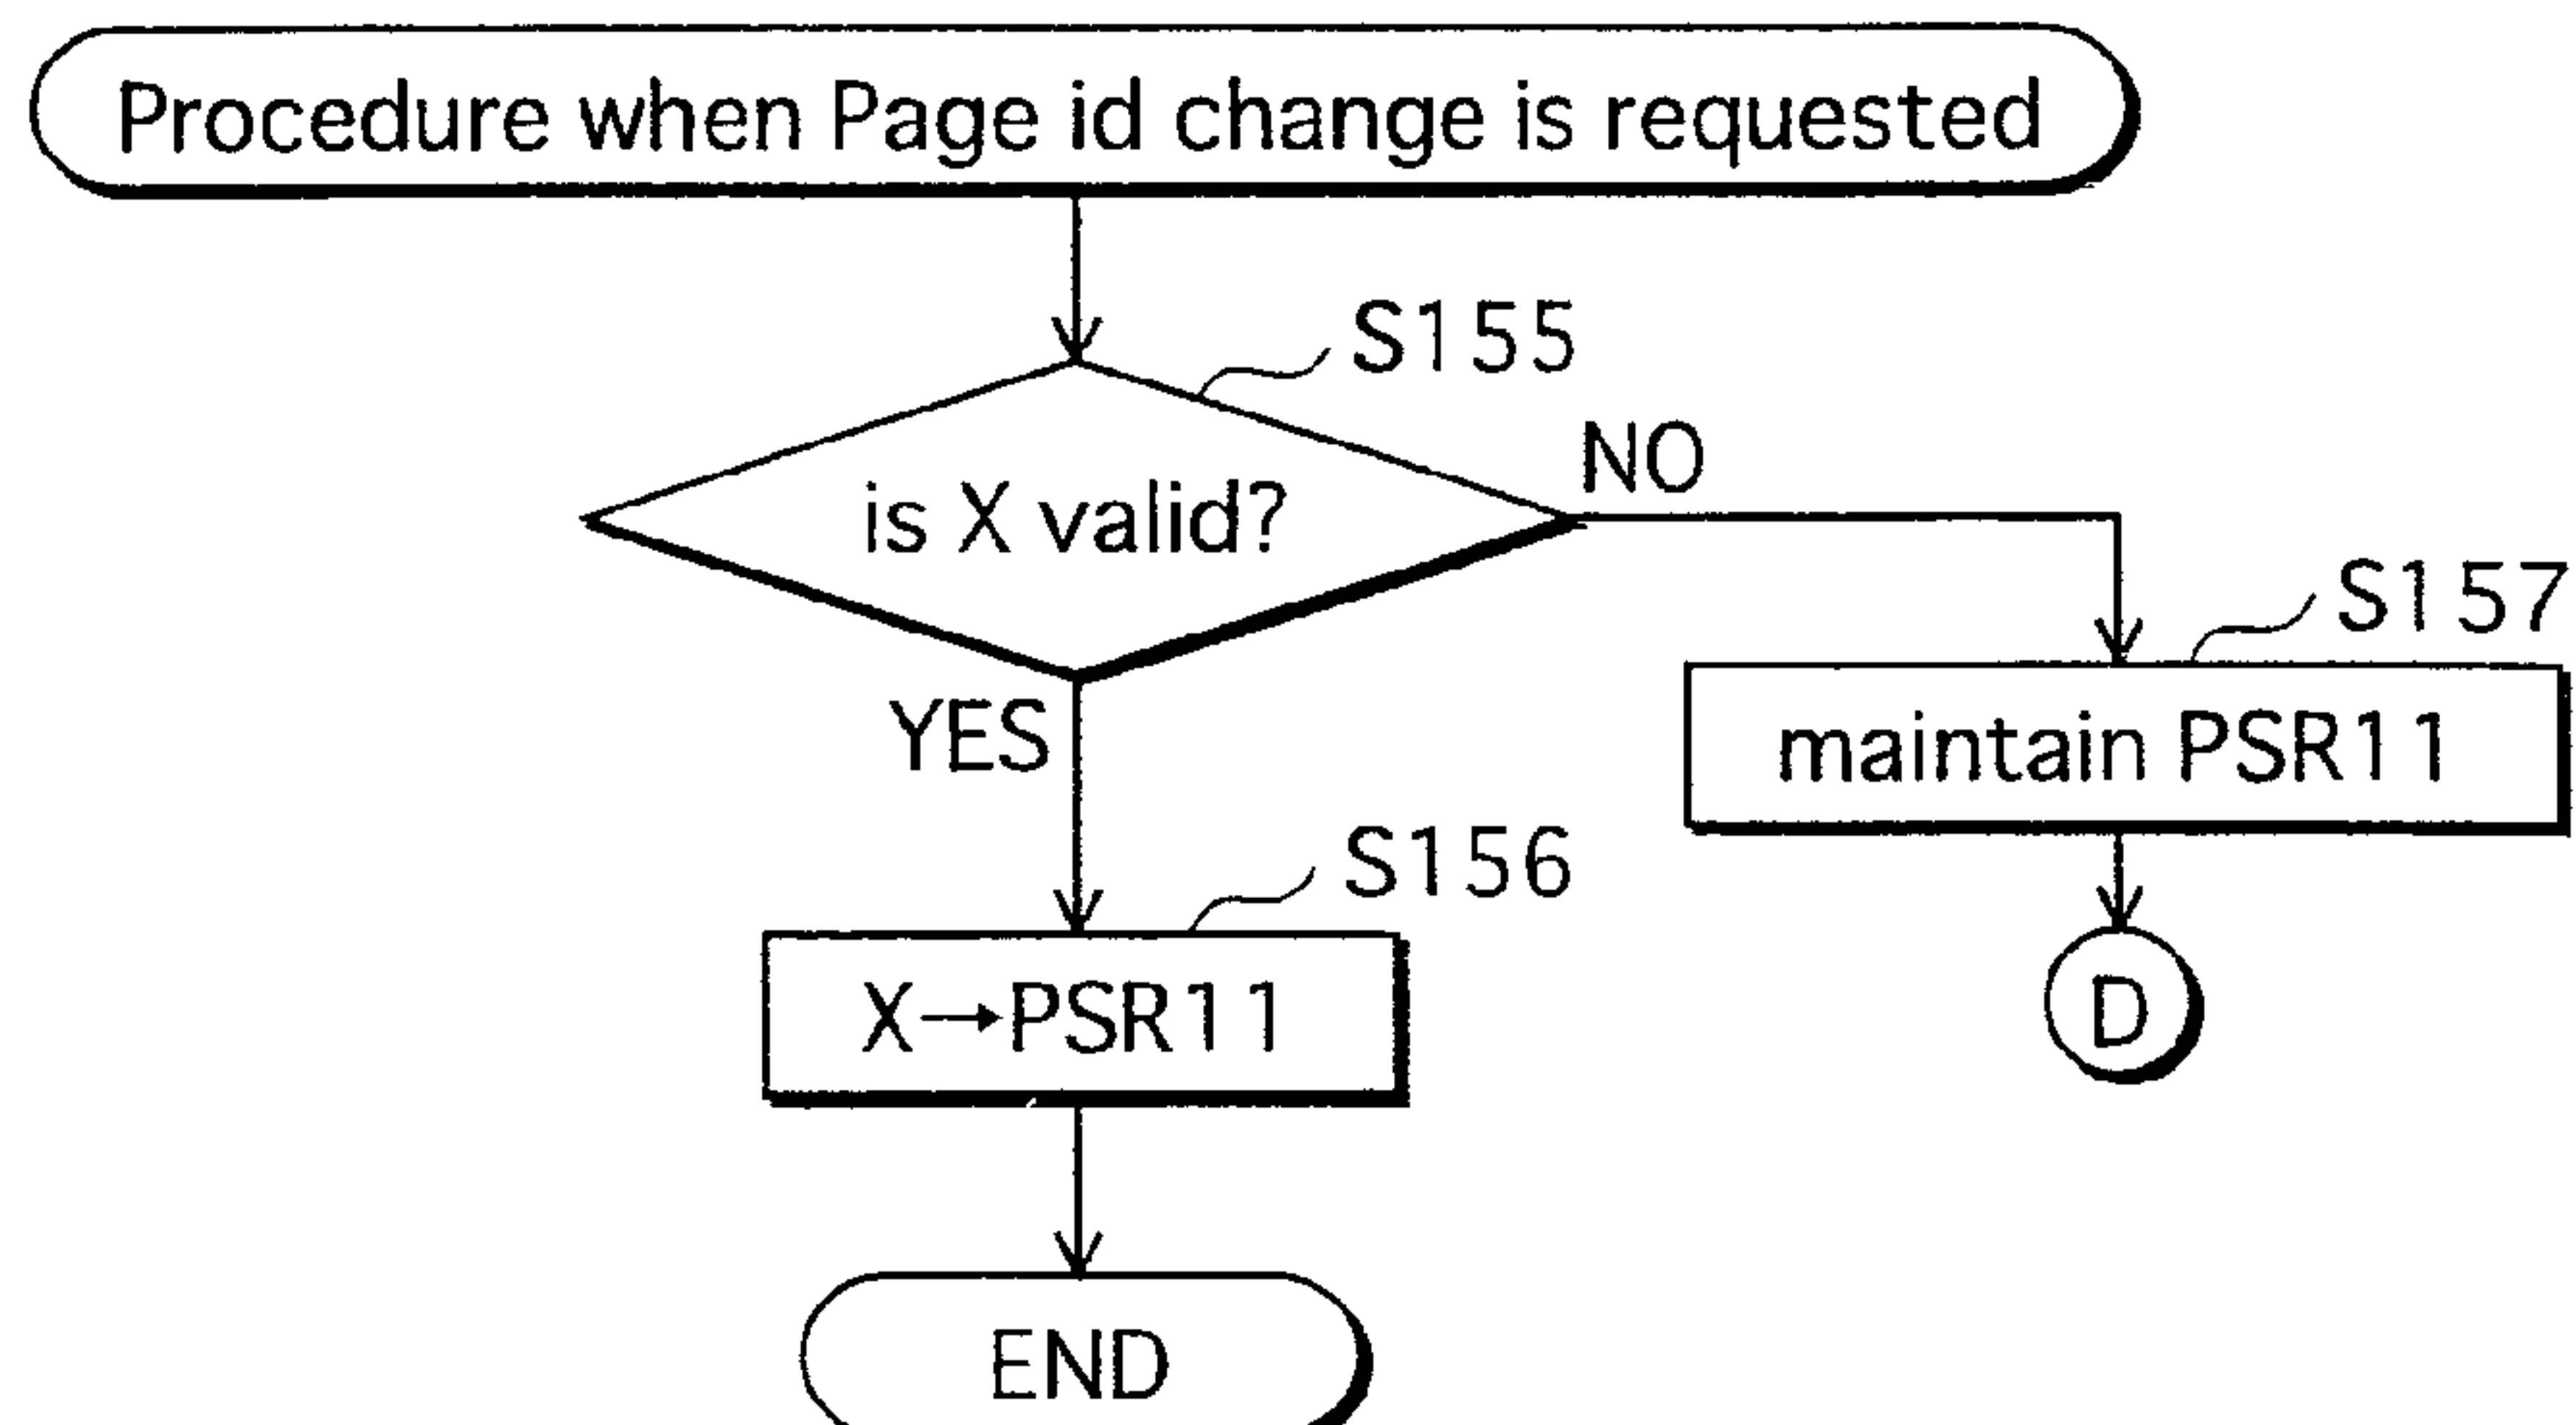 Procedure when Page id change is requested
S155
is X valid?
NO
YES
S157
maintain PSR11
S156
X→PSR11
D
END